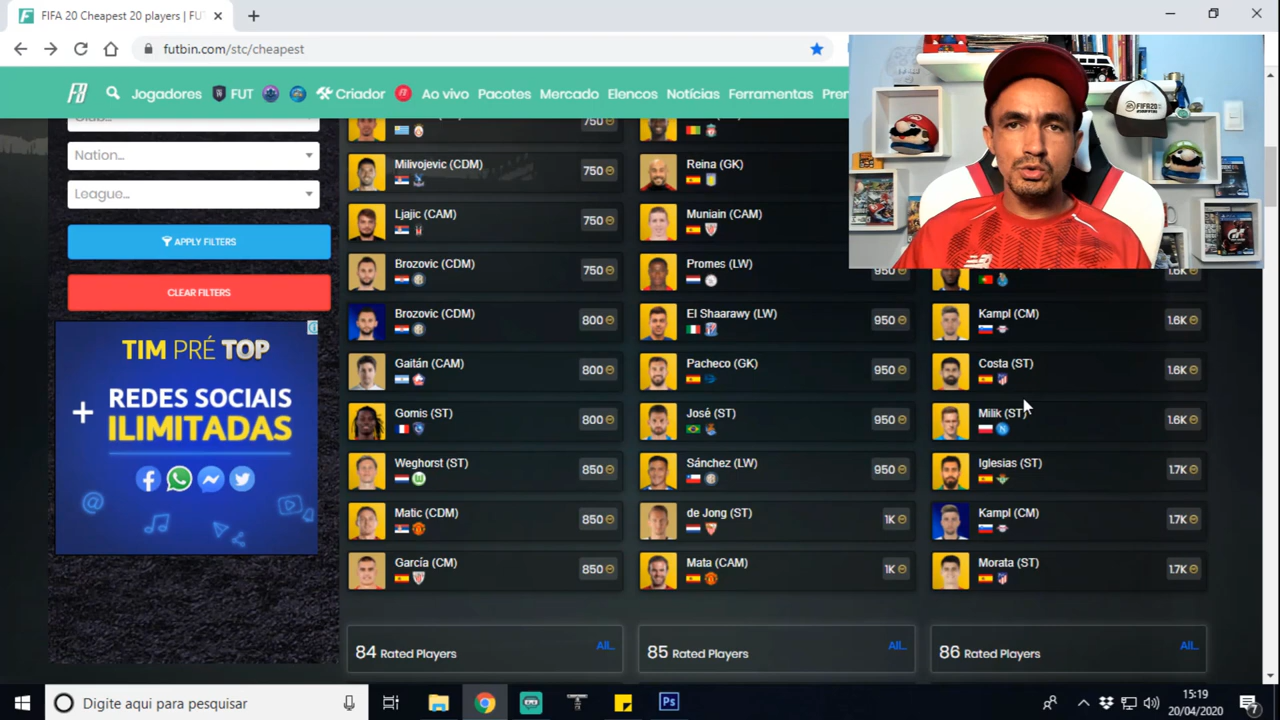 FIFA 20 Cheapest 20 players | FUT
futbin.com/stc/cheapest
Jogadores FUT Criador Ao vivo Pacotes Mercado Elencos Notícias Ferramentas
Club...
Nation...
League...
APPLY FILTERS
CLEAR FILTERS
TIM PRÉ TOP
+ REDES SOCIAIS
ILIMITADAS
750
Milivojevic (CDM) 750
Ljajic (CAM) 750
Brozovic (CDM) 750
Brozovic (CDM) 800
Gaitán (CAM) 800
Gomis (ST) 800
Weghorst (ST) 850
Matic (CDM) 850
García (CM) 850
Reina (GK)
Muniain (CAM)
Promes (LW) 950
El Shaarawy (LW) 950
Pacheco (GK) 950
José (ST) 950
Sánchez (LW) 950
de Jong (ST) 1K
Mata (CAM) 1K
1.6K
Kampl (CM) 1.6K
Costa (ST) 1.6K
Milik (ST) 1.6K
Iglesias (ST) 1.7K
Kampl (CM) 1.7K
Morata (ST) 1.7K
84 Rated Players All..
85 Rated Players All..
86 Rated Players All..
FIFA20
Digite aqui para pesquisar
Ps
15:19
20/04/2020
7